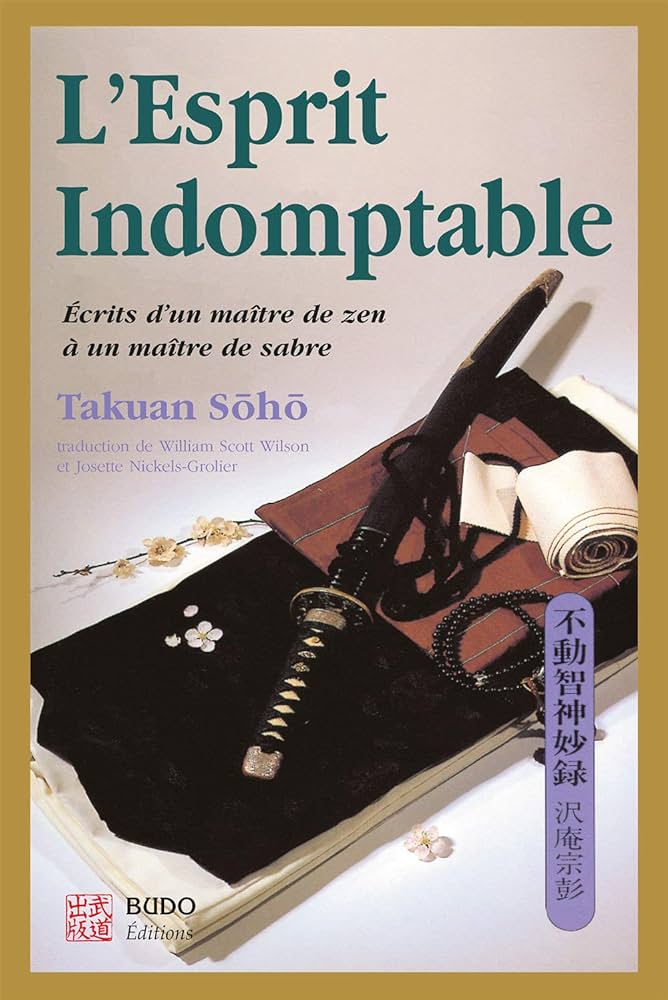 L'Esprit
Indomptable
Écrits d'un maître de zen
à un maître de sabre
Takuan Sōhō
traduction de William Scott Wilson
et Josette Nickels-Grolier
不動智神妙録 沢庵宗彭
武道
出版
BUDO
Éditions